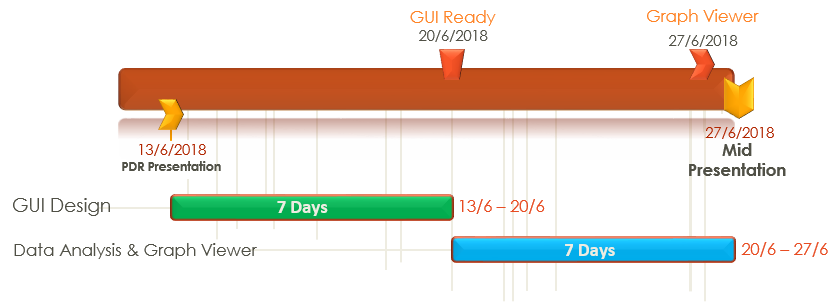 GUI Ready
20/6/2018
Graph Viewer
27/6/2018
13/6/2018
PDR Presentation
27/6/2018
Mid
Presentation
GUI Design
7 Days
13/6 – 20/6
Data Analysis & Graph Viewer
7 Days
20/6 – 27/6